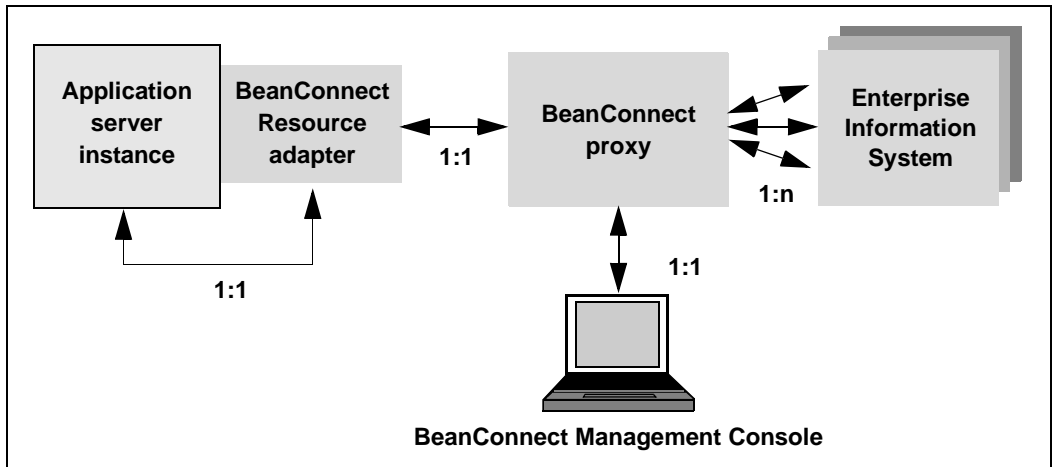 Application
server
instance
BeanConnect
Resource
adapter
1:1
1:1
BeanConnect
proxy
1:n
Enterprise
Information
System
1:1
BeanConnect Management Console